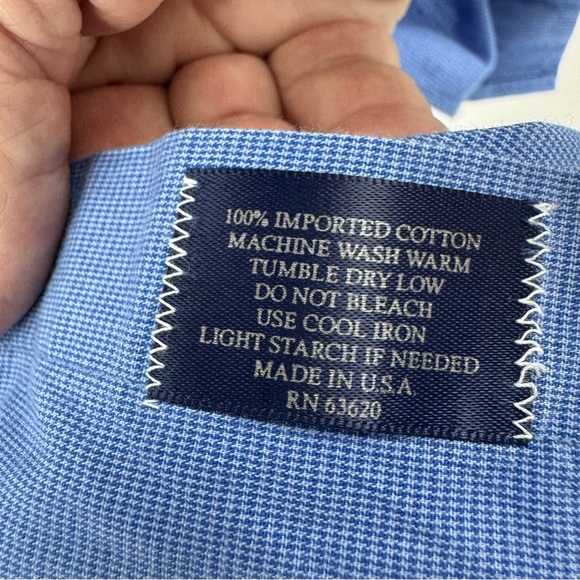 100% IMPORTED COTTON
MACHINE WASH WARM
TUMBLE DRY LOW
DO NOT BLEACH
USE COOL IRON
LIGHT STARCH IF NEEDED
MADE IN U.S.A.
RN 63620